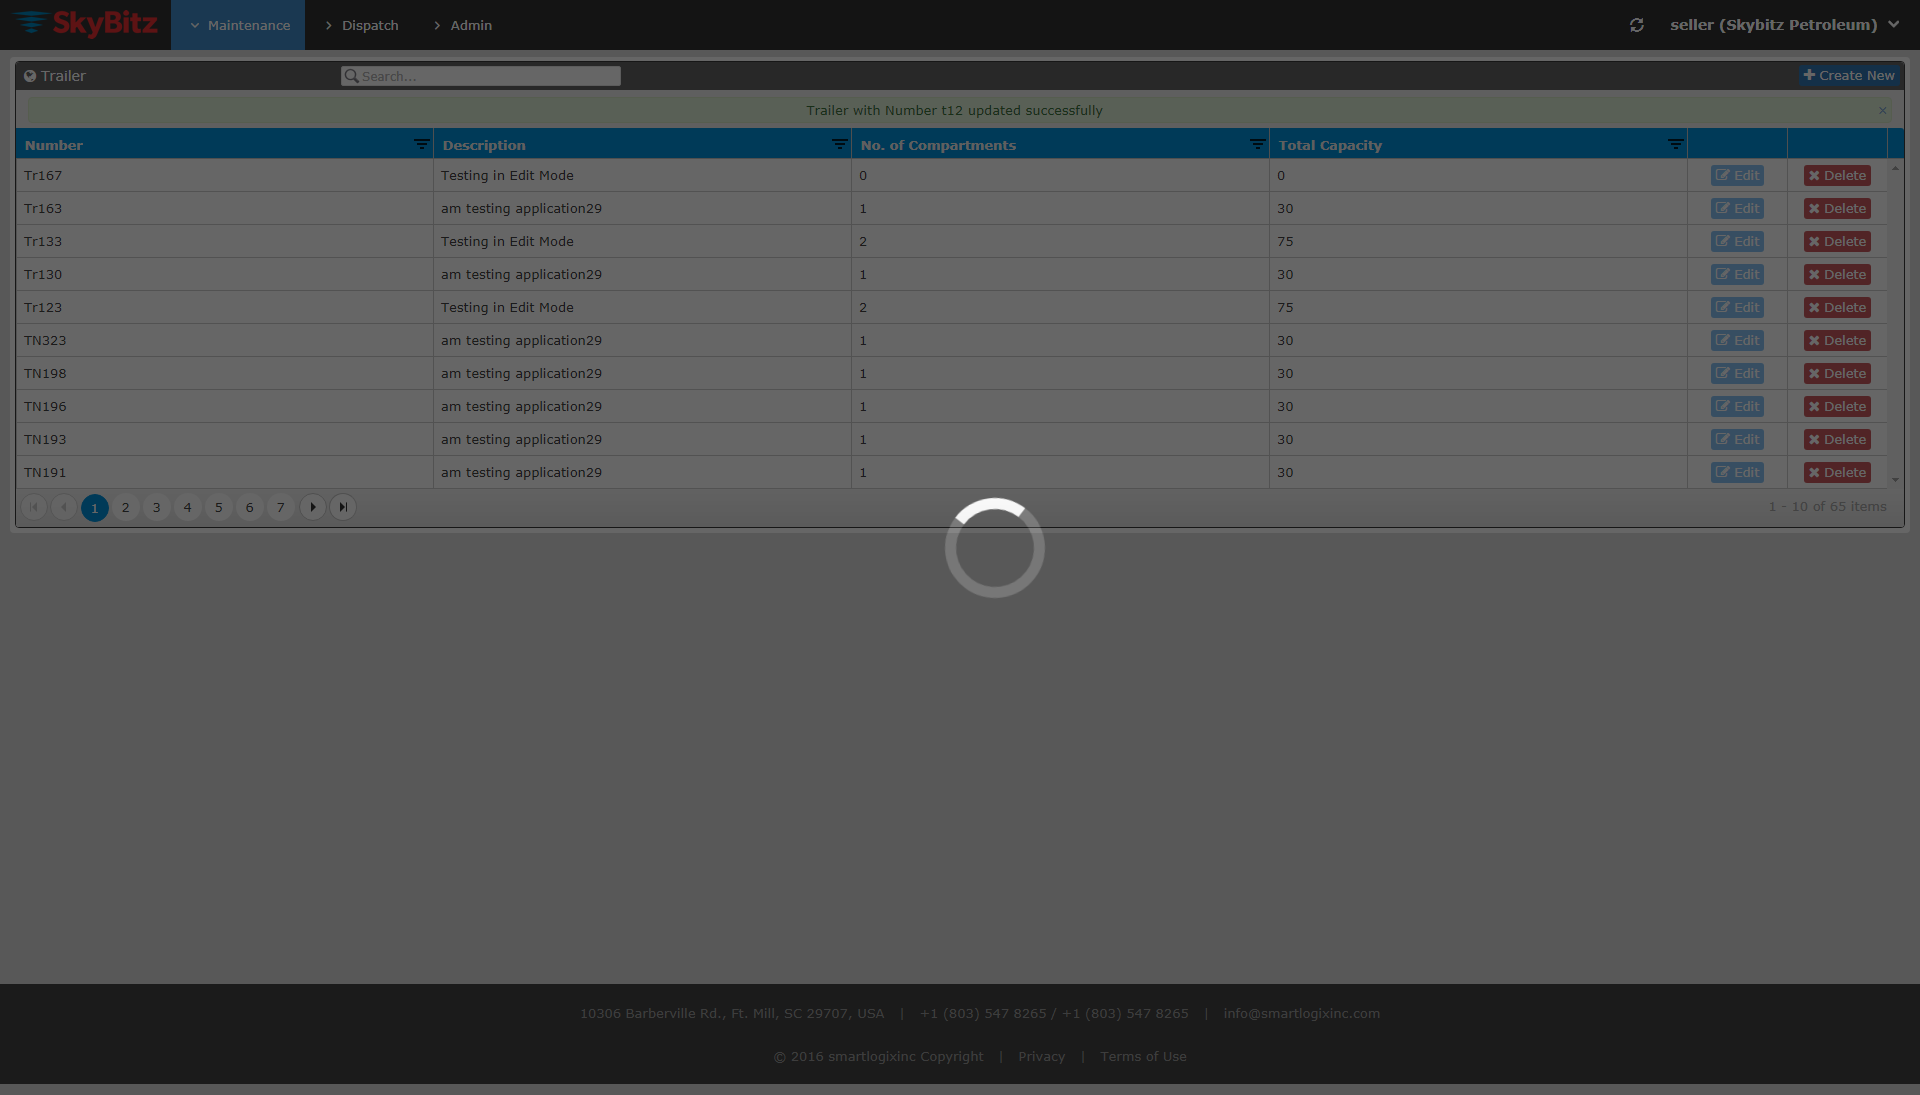 SkyBitz Maintenance Dispatch Admin seller (Skybitz Petroleum)
Trailer Search... Create New
Trailer with Number t12 updated successfully ×
Number Description No. of Compartments Total Capacity
Tr167 Testing in Edit Mode 0 0 Edit Delete
Tr163 am testing application29 1 30 Edit Delete
Tr133 Testing in Edit Mode 2 75 Edit Delete
Tr130 am testing application29 1 30 Edit Delete
Tr123 Testing in Edit Mode 2 75 Edit Delete
TN323 am testing application29 1 30 Edit Delete
TN198 am testing application29 1 30 Edit Delete
TN196 am testing application29 1 30 Edit Delete
TN193 am testing application29 1 30 Edit Delete
TN191 am testing application29 1 30 Edit Delete
1 2 3 4 5 6 7 1 - 10 of 65 items
10306 Barberville Rd., Ft. Mill, SC 29707, USA | +1 (803) 547 8265 / +1 (803) 547 8265 | info@smartlogixinc.com
© 2016 smartlogixinc Copyright | Privacy | Terms of Use